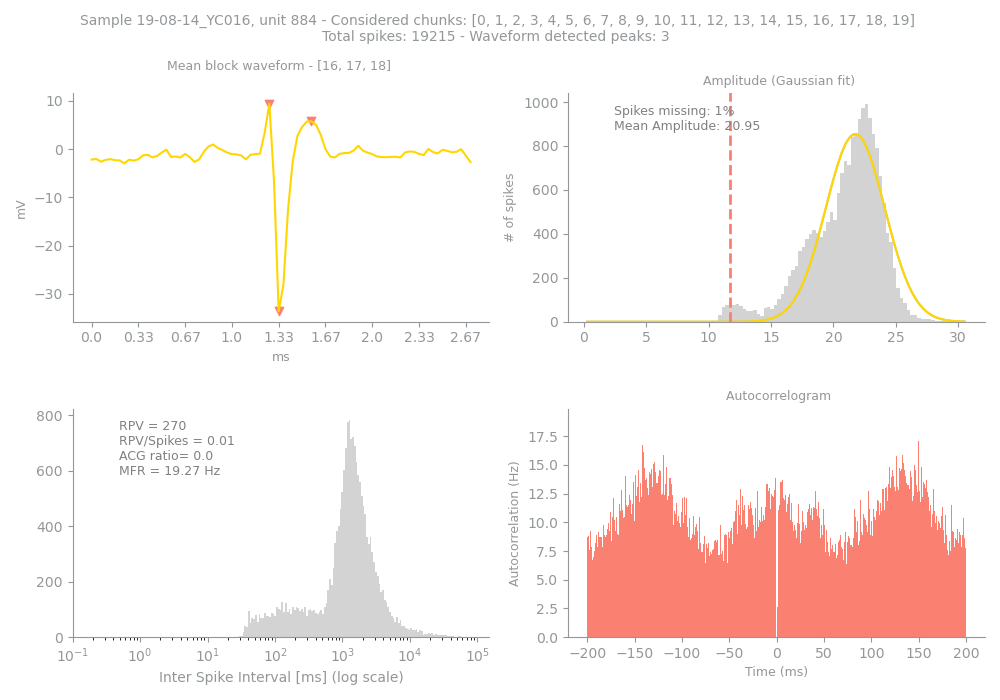 Sample 19-08-14_YC016, unit 884 - Considered chunks: [0, 1, 2, 3, 4, 5, 6, 7, 8, 9, 10, 11, 12, 13, 14, 15, 16, 17, 18, 19]
Total spikes: 19215 - Waveform detected peaks: 3
Mean block waveform - [16, 17, 18]
10
0
−10
−20
−30
mV
0.0 0.33 0.67 1.0 1.33 1.67 2.0 2.33 2.67
ms
Amplitude (Gaussian fit)
Spikes missing: 1%
Mean Amplitude: 20.95
1000
800
600
400
200
0
# of spikes
0 5 10 15 20 25 30
RPV = 270
RPV/Spikes = 0.01
ACG ratio= 0.0
MFR = 19.27 Hz
800
600
400
200
0
10⁻¹ 10⁰ 10¹ 10² 10³ 10⁴ 10⁵
Inter Spike Interval [ms] (log scale)
Autocorrelogram
17.5
15.0
12.5
10.0
7.5
5.0
2.5
0.0
Autocorrelation (Hz)
−200 −150 −100 −50 0 50 100 150 200
Time (ms)